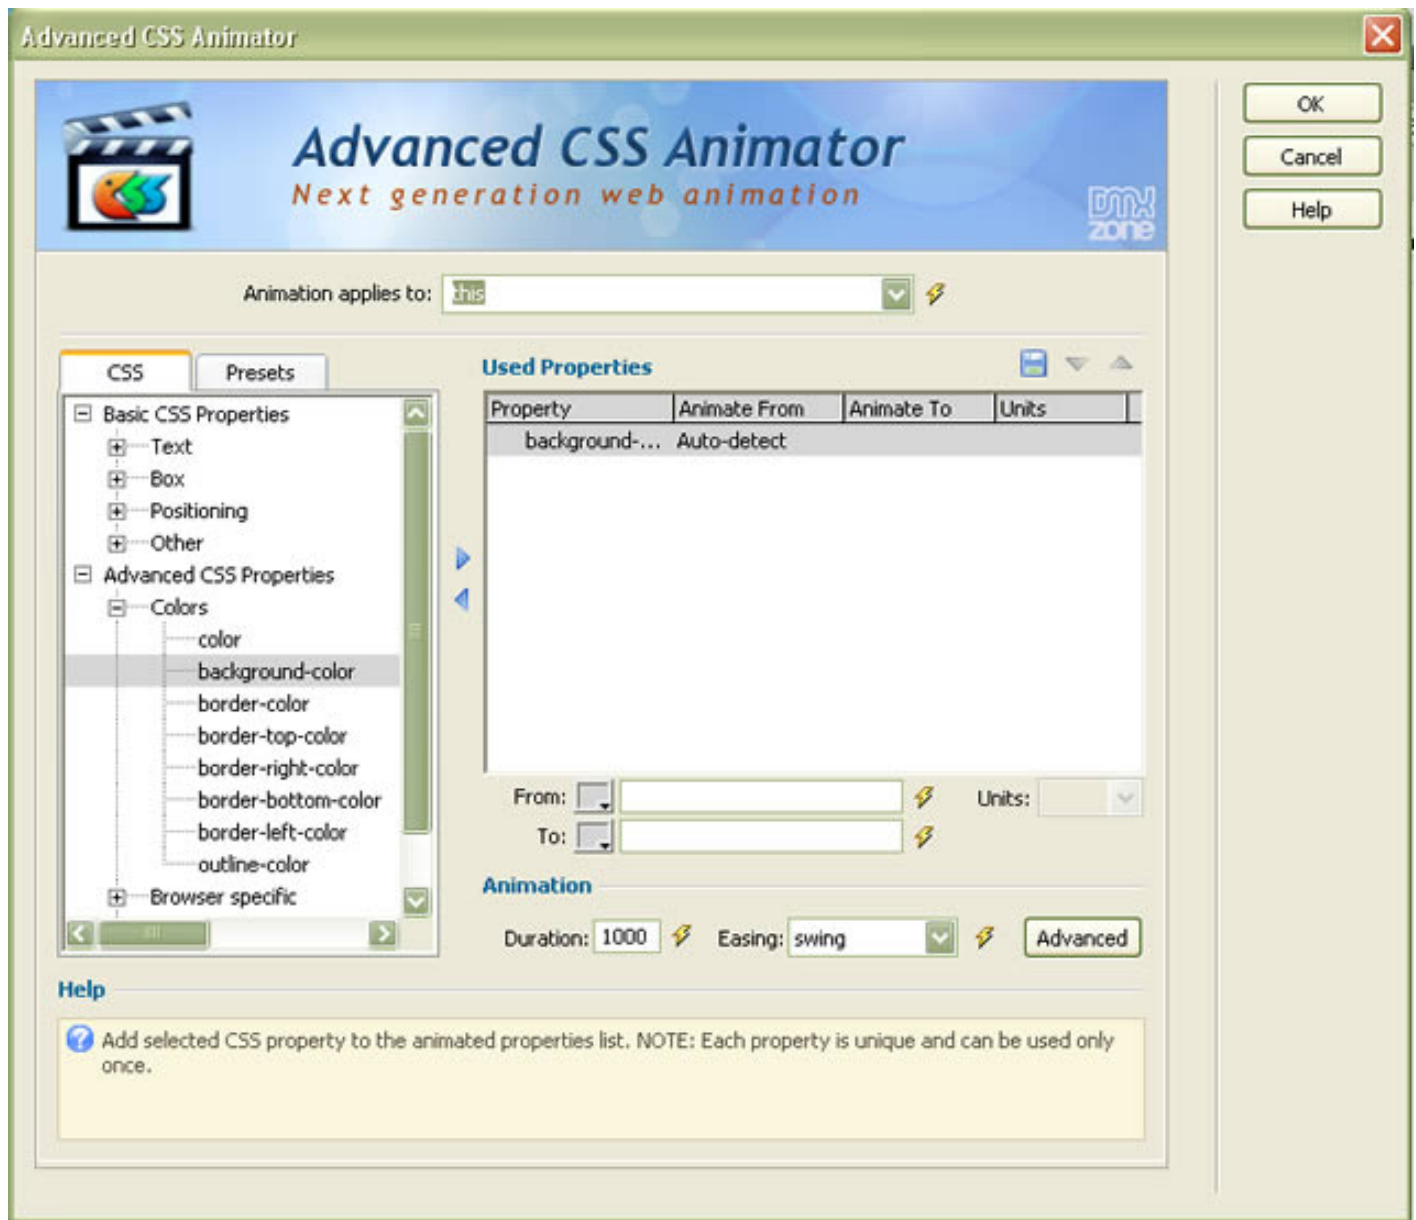 Advanced CSS Animator
Advanced CSS Animator
Next generation web animation
CSS
DMX
zone
OK
Cancel
Help
Animation applies to: this
CSS Presets
Basic CSS Properties
Text
Box
Positioning
Other
Advanced CSS Properties
Colors
color
background-color
border-color
border-top-color
border-right-color
border-bottom-color
border-left-color
outline-color
Browser specific
Used Properties
Property Animate From Animate To Units
background-... Auto-detect
From: Units:
To:
Animation
Duration: 1000 Easing: swing Advanced
Help
Add selected CSS property to the animated properties list. NOTE: Each property is unique and can be used only
once.